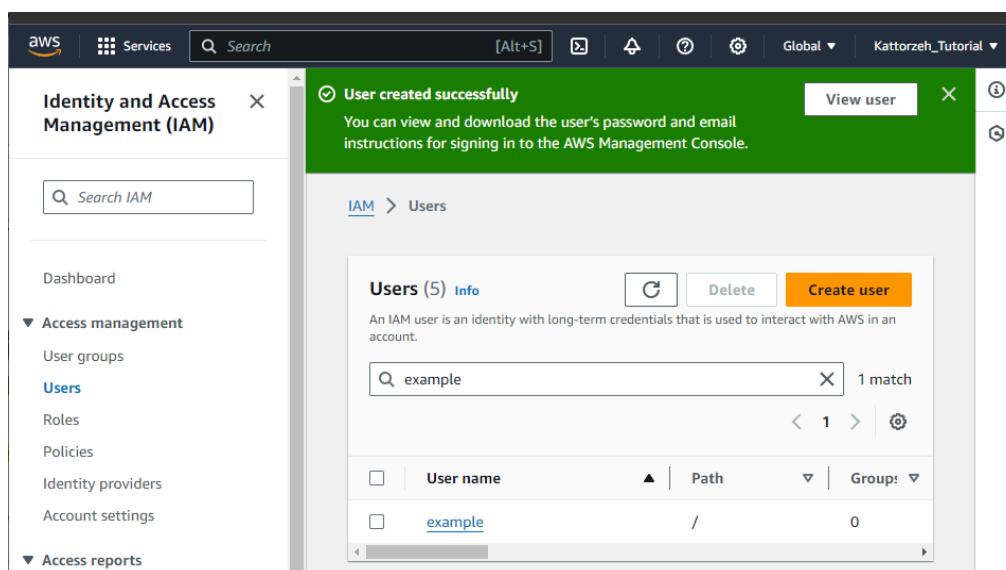 aws
Services
Search
[Alt+S]
Global
Kattorzeh_Tutorial
Identity and Access
Management (IAM)
Search IAM
Dashboard
Access management
User groups
Users
Roles
Policies
Identity providers
Account settings
Access reports
User created successfully
You can view and download the user's password and email
instructions for signing in to the AWS Management Console.
View user
IAM > Users
Users (5) Info
Delete
Create user
An IAM user is an identity with long-term credentials that is used to interact with AWS in an
account.
example
1 match
1
User name
Path
Groups
example
/
0